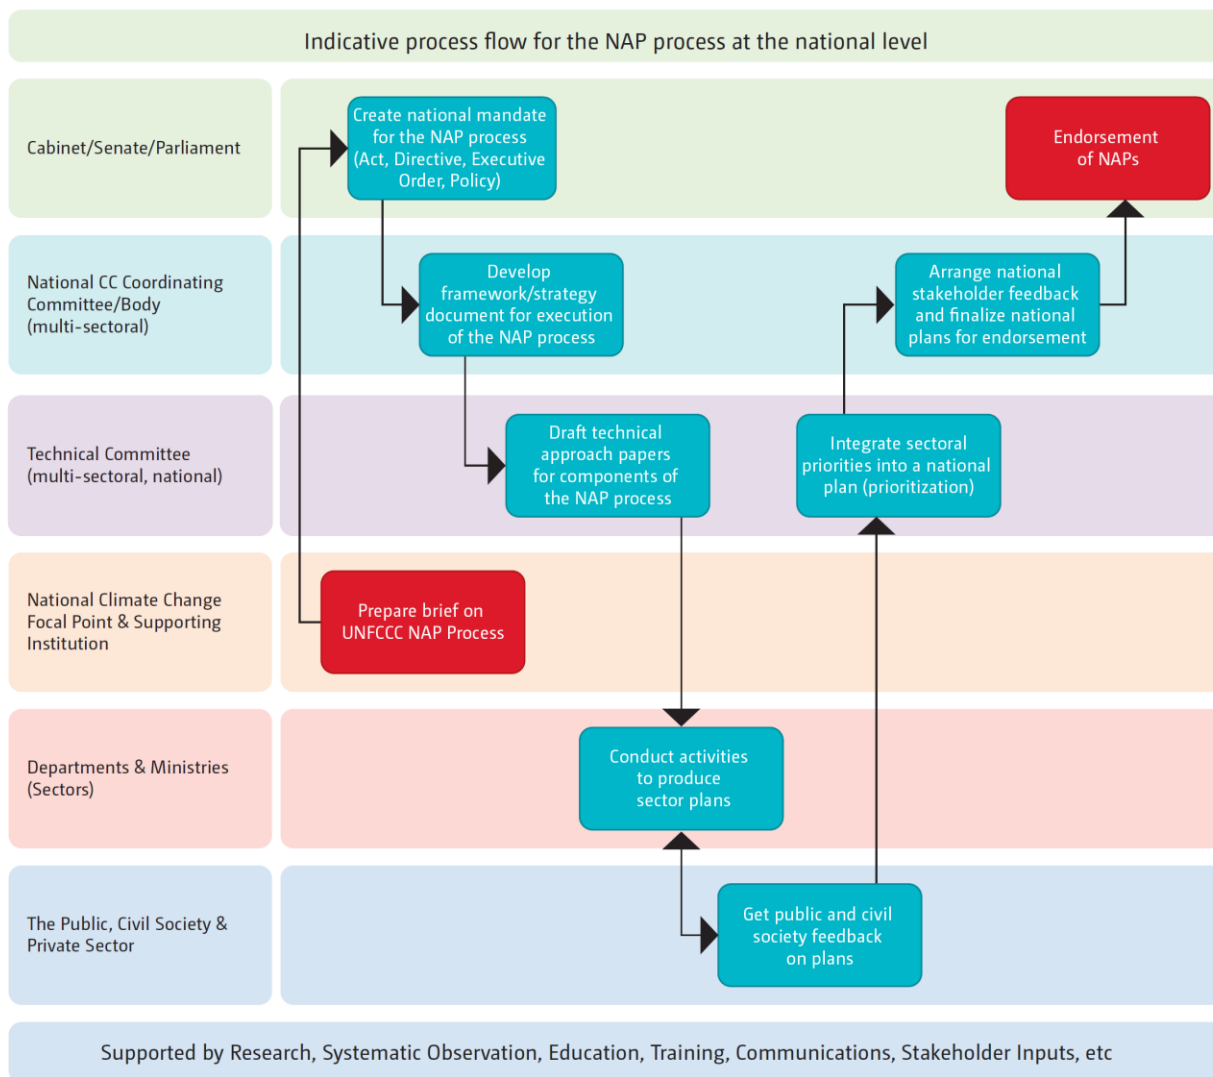 Indicative process flow for the NAP process at the national level
Cabinet/Senate/Parliament
Create national mandate
for the NAP process
(Act, Directive, Executive
Order, Policy)
Endorsement
of NAPs
National CC Coordinating
Committee/Body
(multi-sectoral)
Develop
framework/strategy
document for execution
of the NAP process
Arrange national
stakeholder feedback
and finalize national
plans for endorsement
Technical Committee
(multi-sectoral, national)
Draft technical
approach papers
for components of
the NAP process
Integrate sectoral
priorities into a national
plan (prioritization)
National Climate Change
Focal Point & Supporting
Institution
Prepare brief on
UNFCCC NAP Process
Departments & Ministries
(Sectors)
Conduct activities
to produce
sector plans
The Public, Civil Society &
Private Sector
Get public and civil
society feedback
on plans
Supported by Research, Systematic Observation, Education, Training, Communications, Stakeholder Inputs, etc